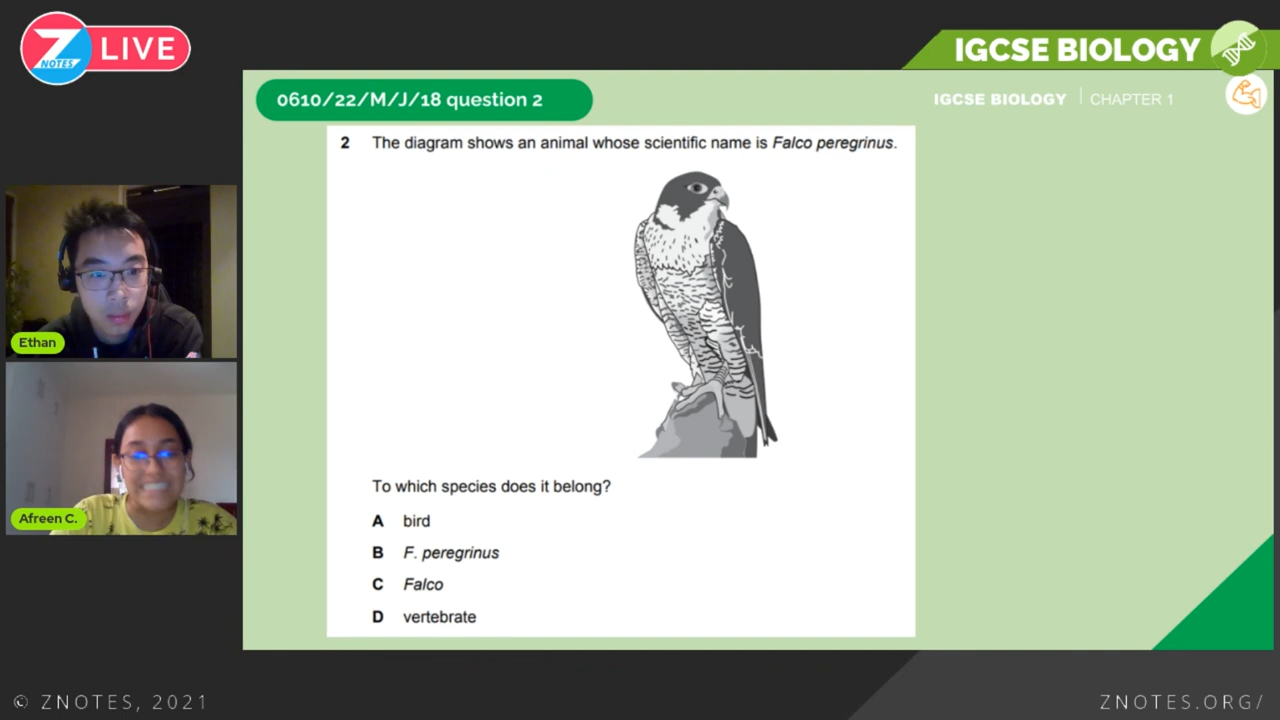 Z NOTES LIVE
IGCSE BIOLOGY
0610/22/M/J/18 question 2
IGCSE BIOLOGY | CHAPTER 1
2 The diagram shows an animal whose scientific name is Falco peregrinus.
Ethan
Afreen C.
To which species does it belong?
A bird
B F. peregrinus
C Falco
D vertebrate
© ZNOTES, 2021
ZNOTES.ORG/